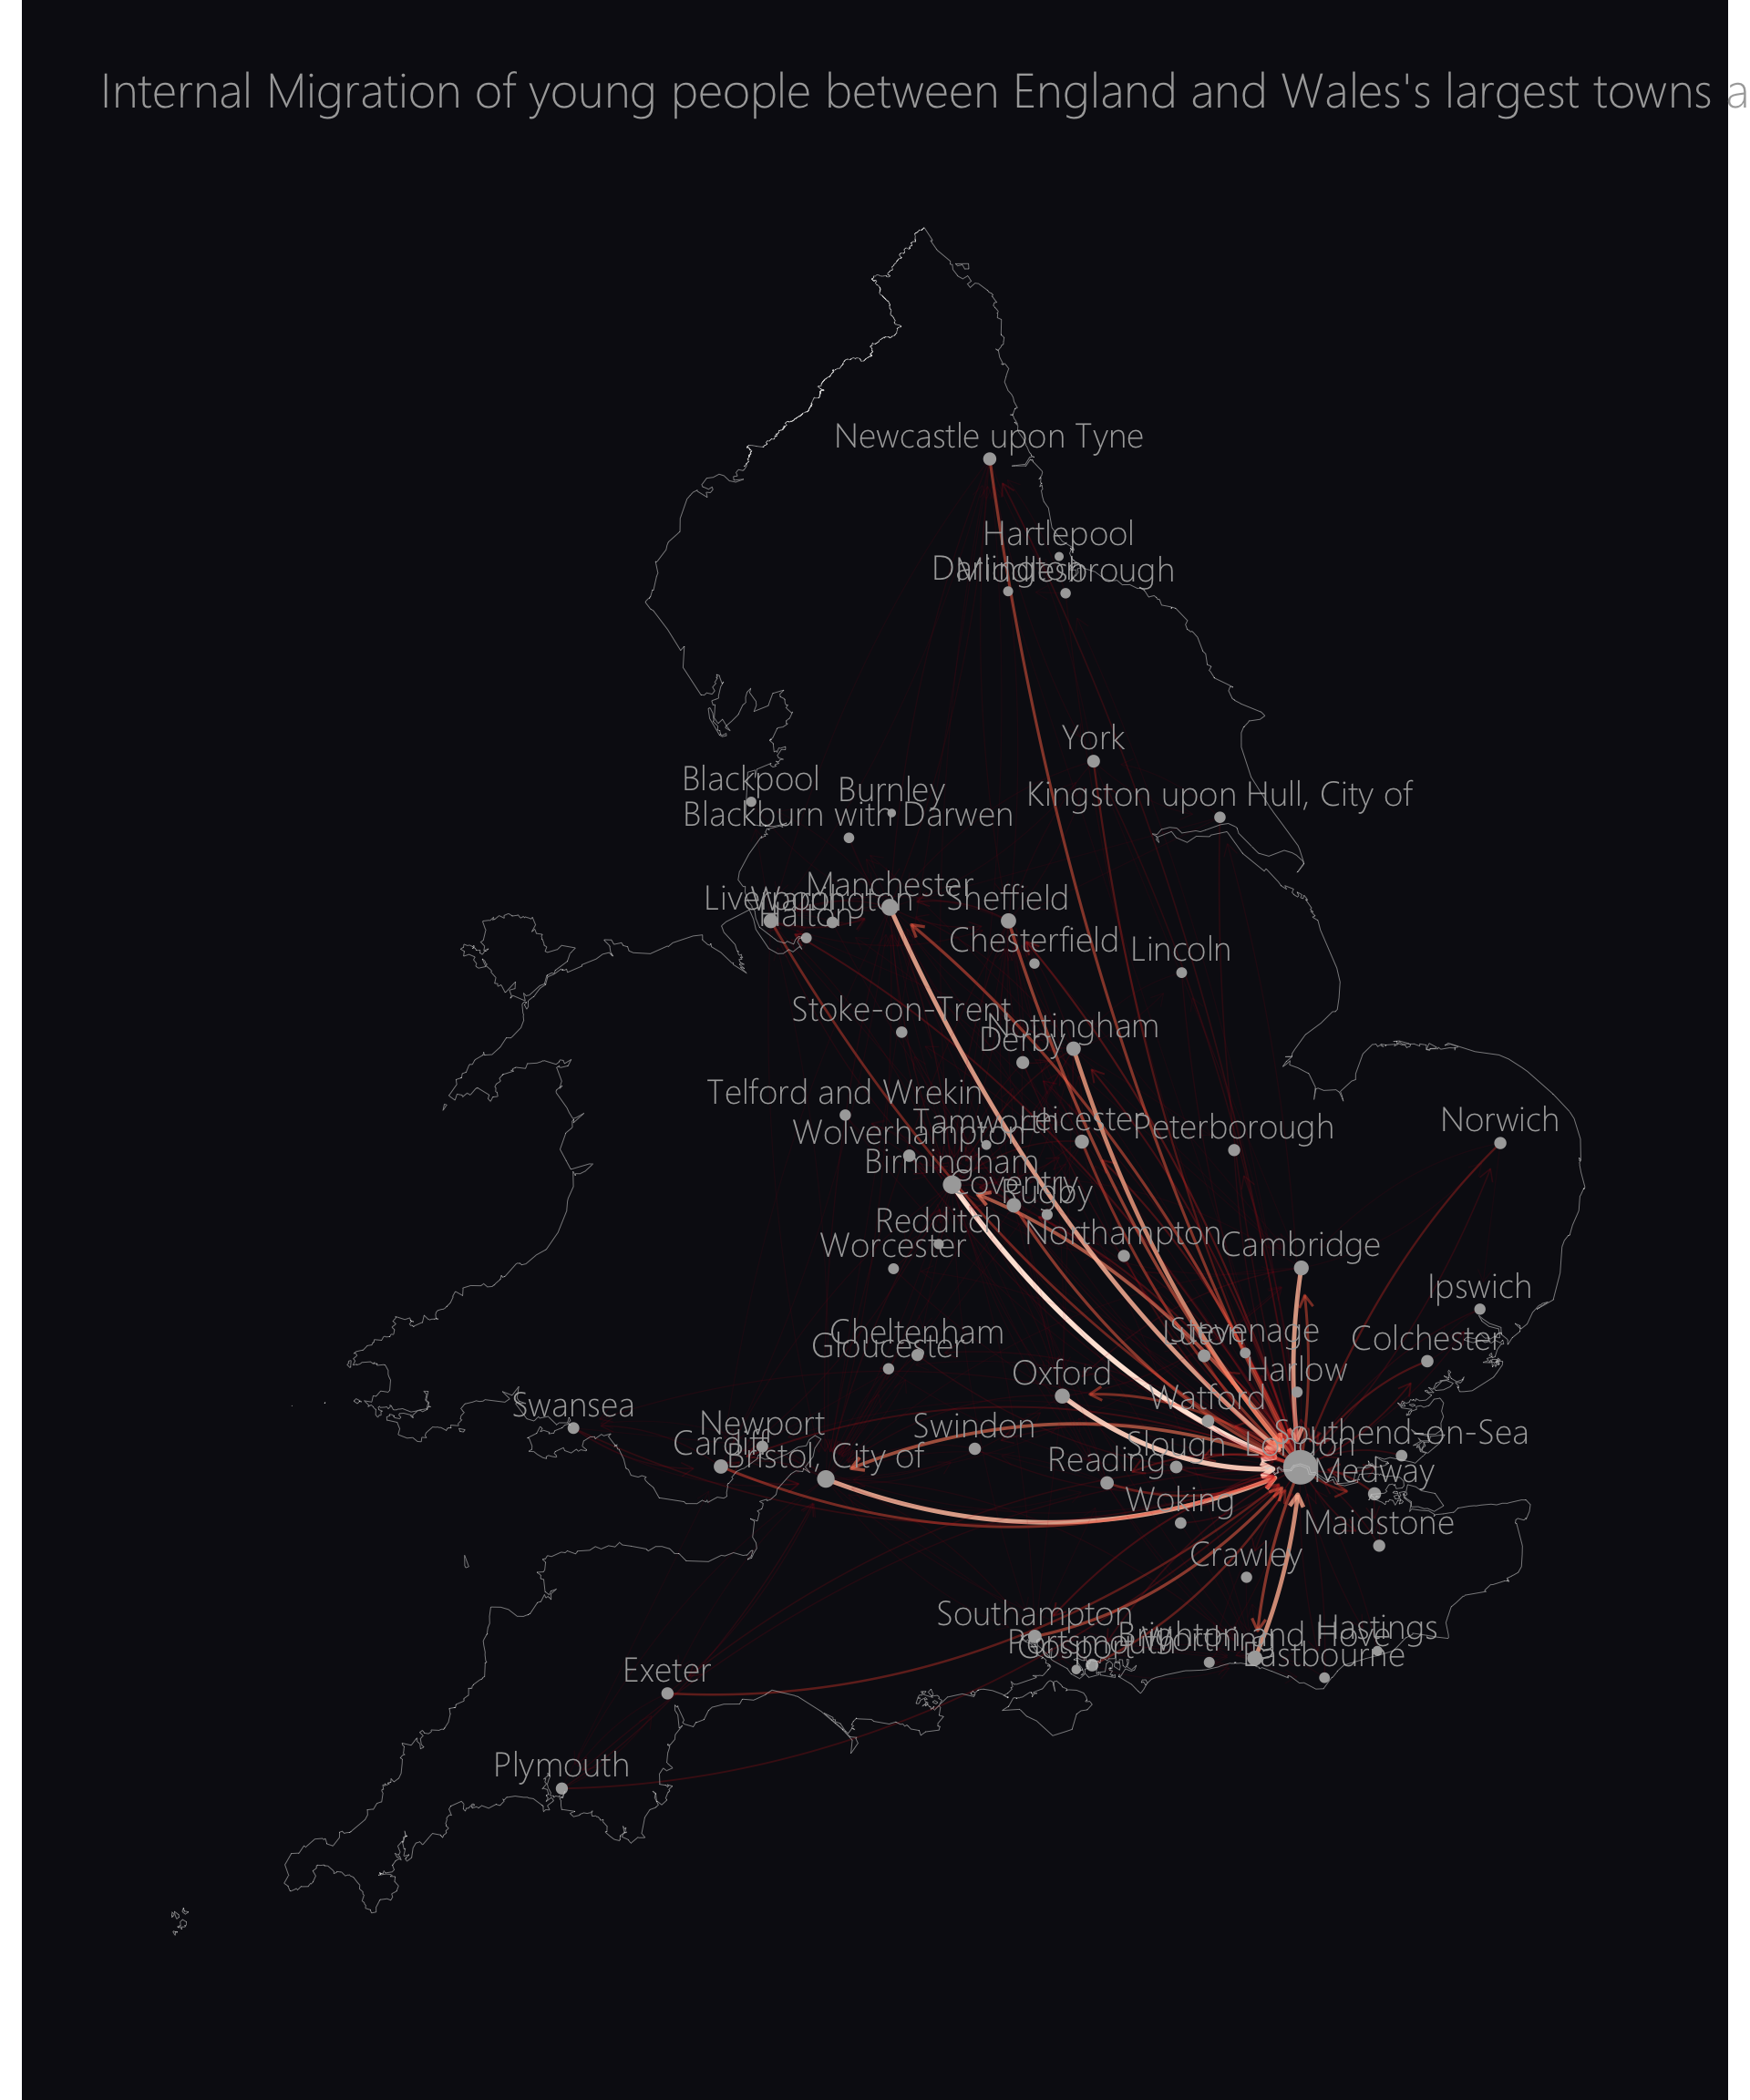 Internal Migration of young people between England and Wales's largest towns a
Newcastle upon Tyne
Hartlepool
Darlington
Middlesbrough
York
Blackpool
Burnley
Kingston upon Hull, City of
Blackburn with Darwen
Manchester
Liverpool
Warrington
Sheffield
Halton
Chesterfield
Lincoln
Stoke-on-Trent
Nottingham
Derby
Telford and Wrekin
Tamworth
Leicester
Peterborough
Norwich
Wolverhampton
Birmingham
Coventry
Rugby
Redditch
Northampton
Worcester
Cambridge
Ipswich
Cheltenham
Luton
Stevenage
Colchester
Gloucester
Oxford
Harlow
Watford
Swansea
Newport
Swindon
Southend-on-Sea
Cardiff
Slough
London
Bristol, City of
Reading
Medway
Woking
Maidstone
Crawley
Southampton
Hastings
Portsmouth
Gosport
Worthing
Brighton and Hove
Eastbourne
Exeter
Plymouth